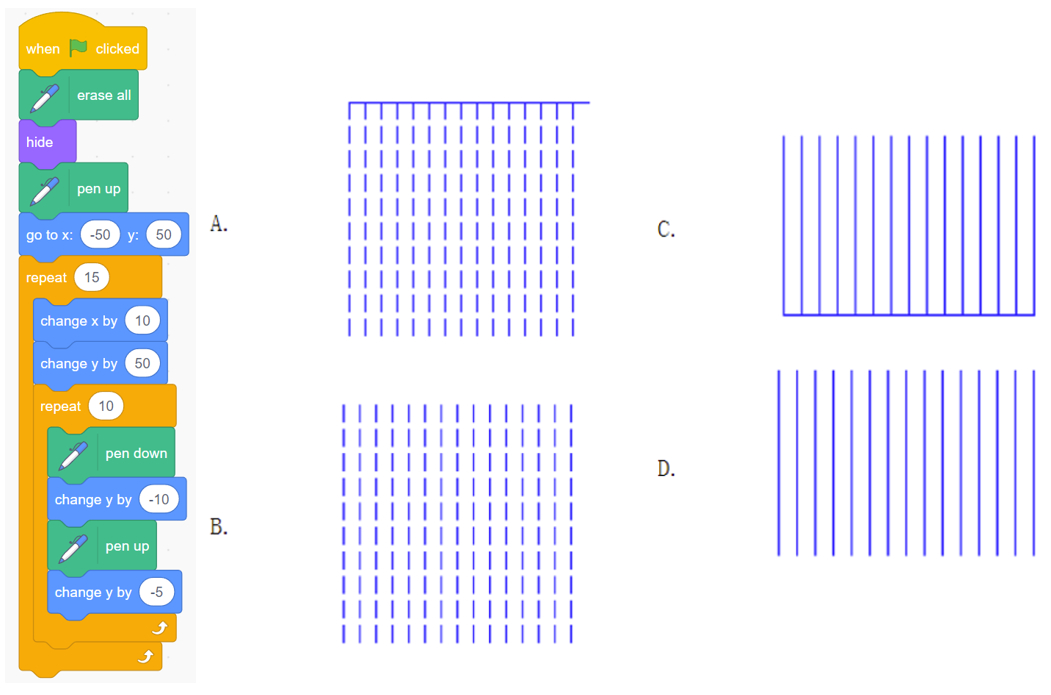 when clicked
erase all
hide
pen up
go to x: -50 y: 50
repeat 15
change x by 10
change y by 50
repeat 10
pen down
change y by -10
pen up
change y by -5
A.
B.
C.
D.